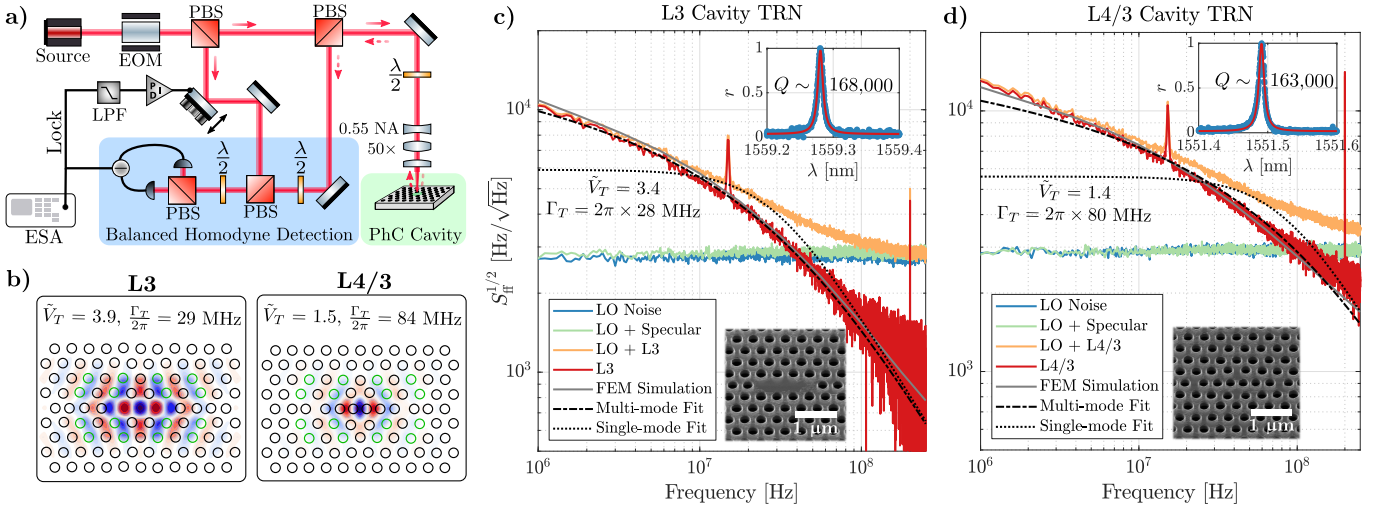 a)
PBS
PBS
Source
EOM
λ/2
LPF
P I
Lock
0.55 NA
50×
λ/2
λ/2
PBS
PBS
ESA
Balanced Homodyne Detection
PhC Cavity
b)
L3
L4/3
Ṽ_T = 3.9, Γ_T/2π = 29 MHz
Ṽ_T = 1.5, Γ_T/2π = 84 MHz
c)
L3 Cavity TRN
10^4
10^3
S_ff^{1/2} [Hz/√Hz]
1
0.5
0
r
Q ∼ 168,000
1559.2
1559.3
1559.4
λ [nm]
Ṽ_T = 3.4
Γ_T = 2π × 28 MHz
LO Noise
LO + Specular
LO + L3
L3
FEM Simulation
Multi-mode Fit
Single-mode Fit
1 μm
10^6
10^7
10^8
Frequency [Hz]
d)
L4/3 Cavity TRN
10^4
10^3
1
0.5
0
r
Q ∼ 163,000
1551.4
1551.5
1551.6
λ [nm]
Ṽ_T = 1.4
Γ_T = 2π × 80 MHz
LO Noise
LO + Specular
LO + L4/3
L4/3
FEM Simulation
Multi-mode Fit
Single-mode Fit
1 μm
10^6
10^7
10^8
Frequency [Hz]